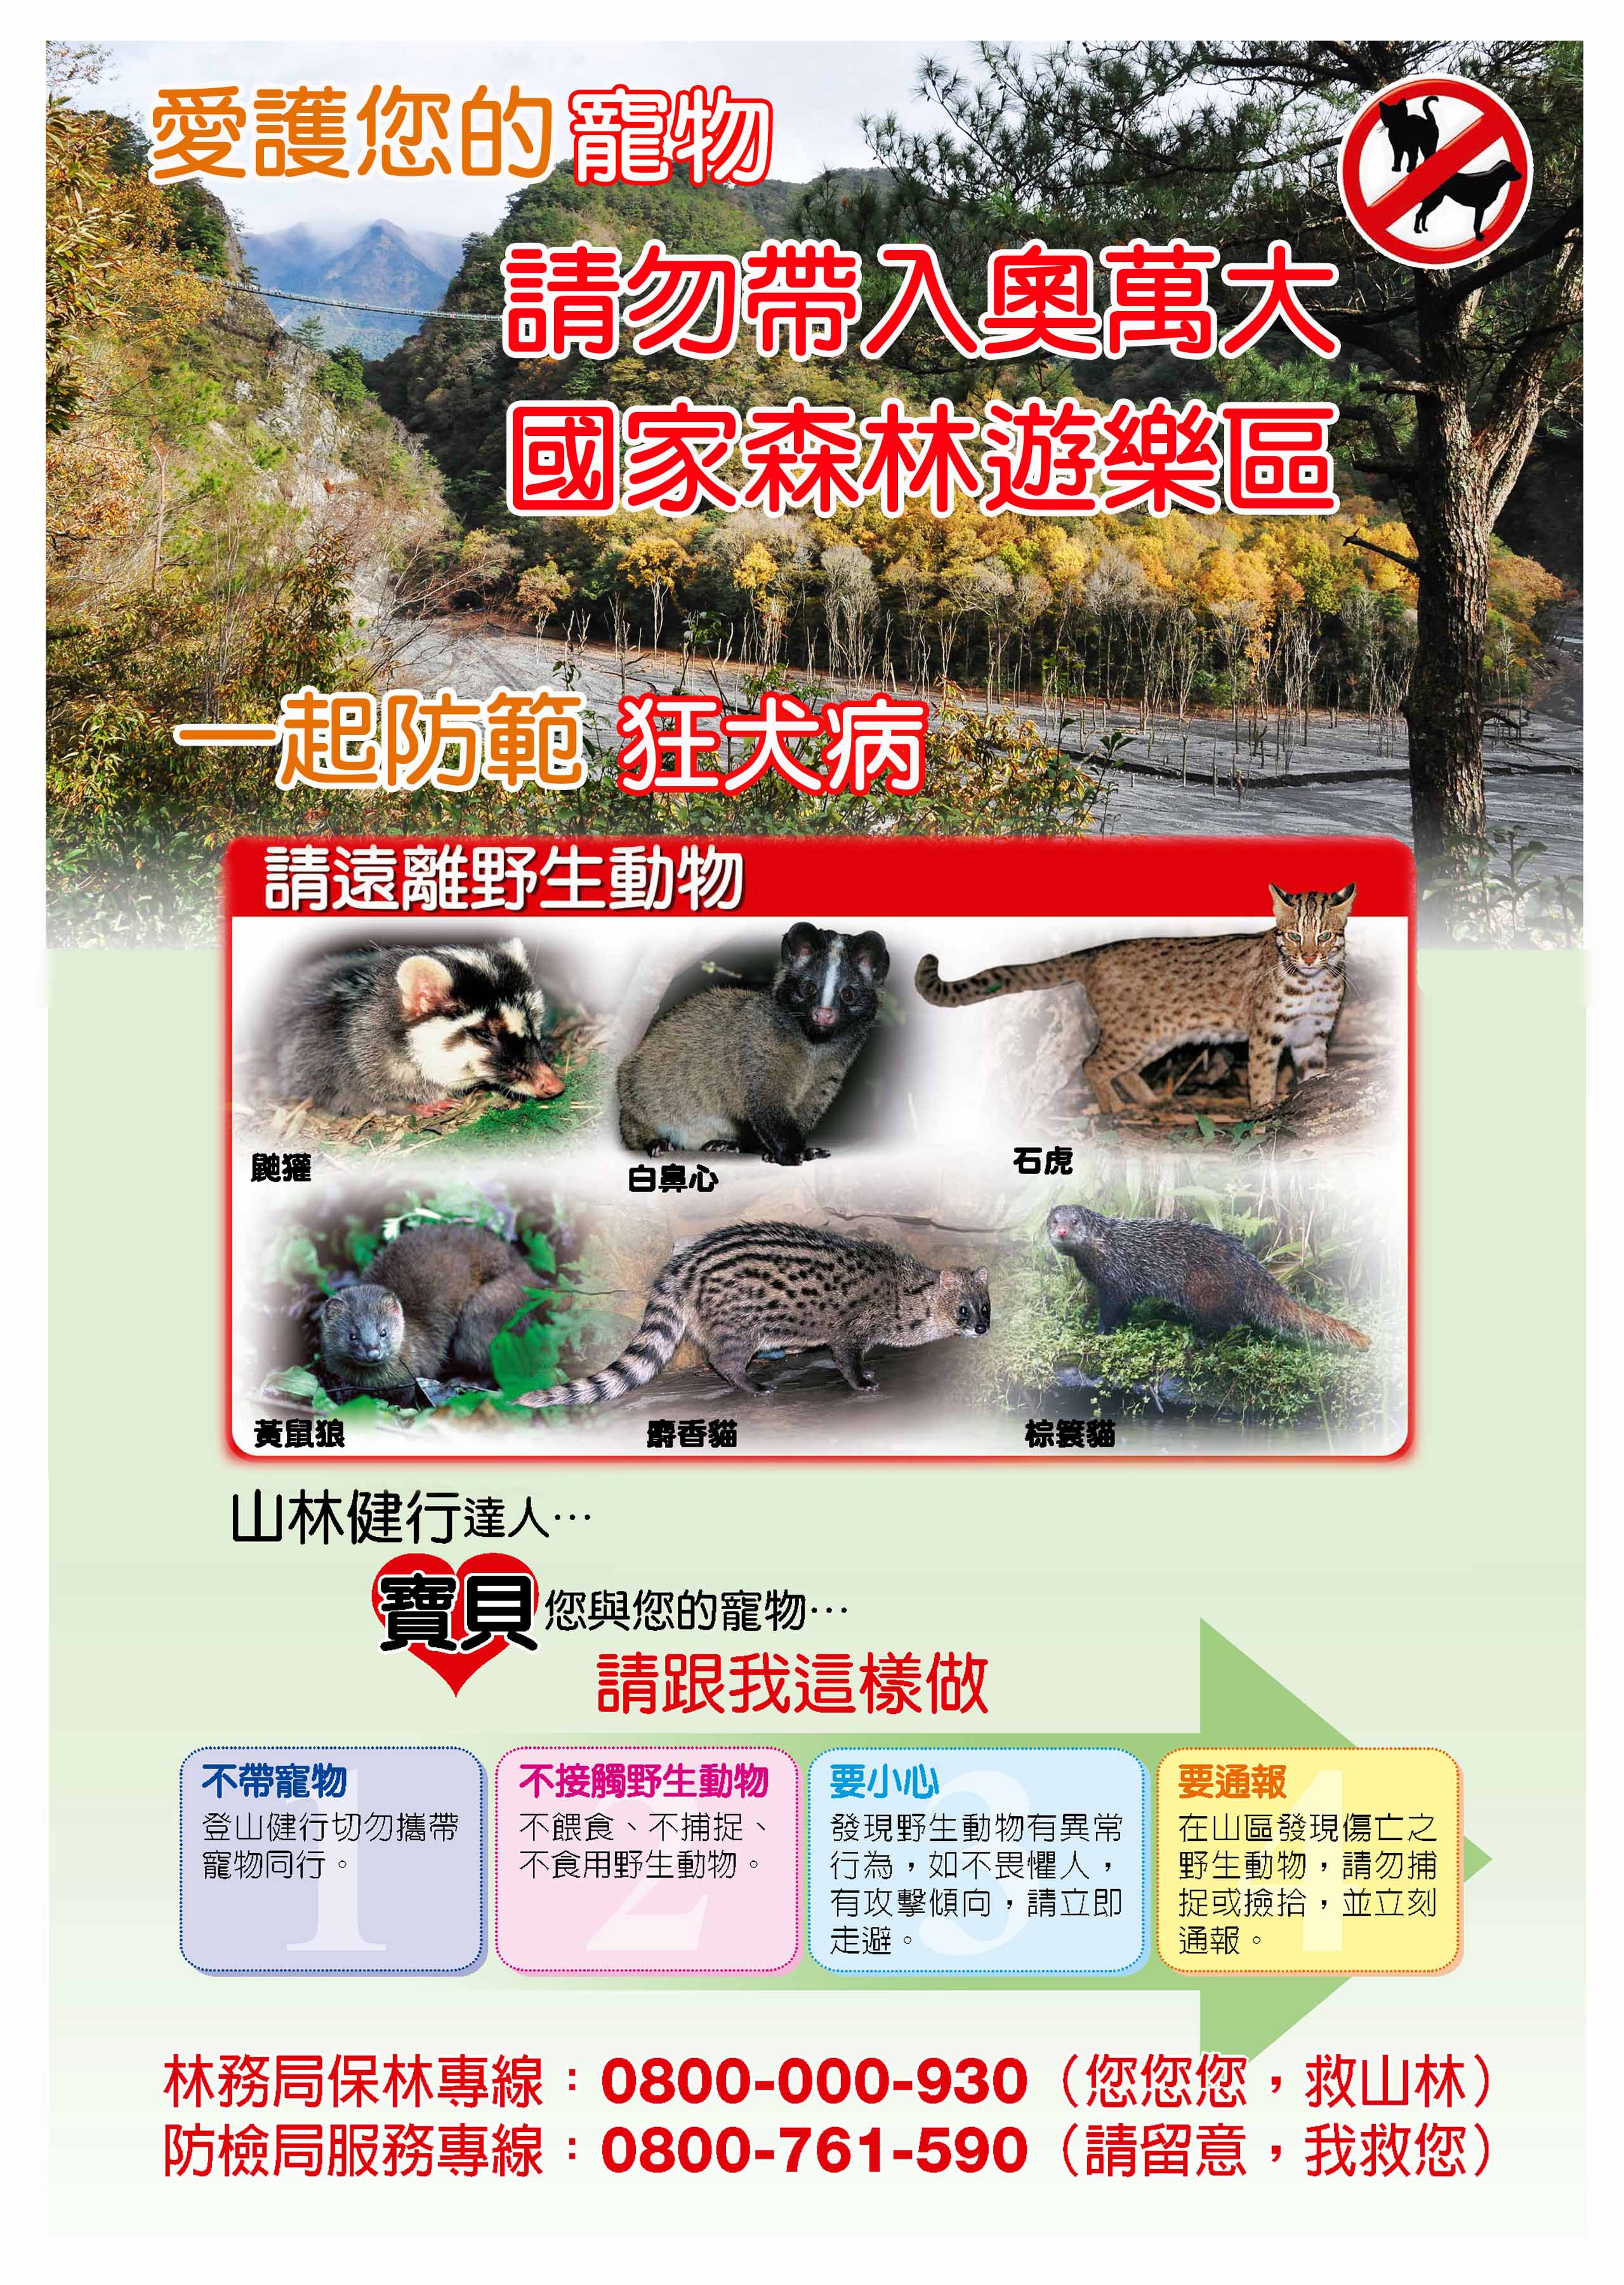 愛護您的寵物
請勿帶入奧萬大
國家森林遊樂區
一起防範 狂犬病
請遠離野生動物
鼬獾
白鼻心
石虎
黃鼠狼
麝香貓
棕簑貓
山林健行達人…
寶貝您與您的寵物…
請跟我這樣做
1
不帶寵物
登山健行切勿攜帶
寵物同行。
2
不接觸野生動物
不餵食、不捕捉、
不食用野生動物。
3
要小心
發現野生動物有異常
行為，如不畏懼人，
有攻擊傾向，請立即
走避。
4
要通報
在山區發現傷亡之
野生動物，請勿捕
捉或撿拾，並立刻
通報。
林務局保林專線：0800-000-930（您您您，救山林）
防檢局服務專線：0800-761-590（請留意，我救您）